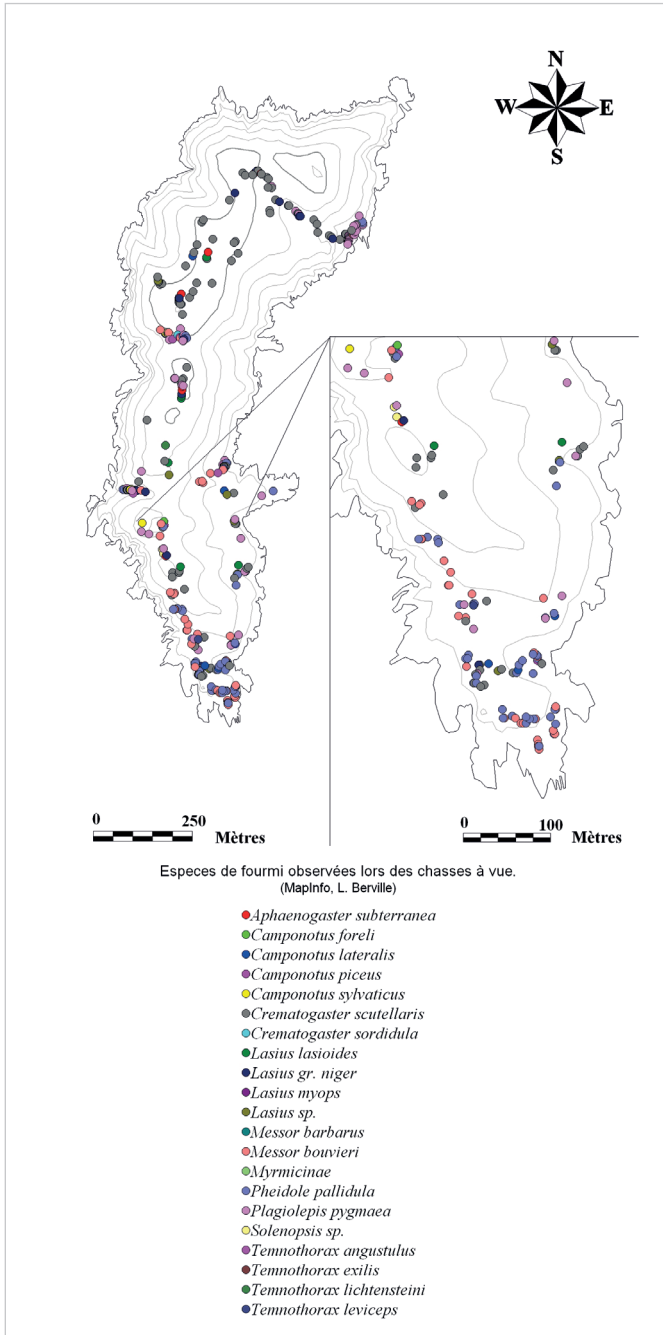 N
W E
S
0 250
Mètres
0 100
Mètres
Especes de fourmi observées lors des chasses à vue.
(MapInfo, L. Berville)
Aphaenogaster subterranea
Camponotus foreli
Camponotus lateralis
Camponotus piceus
Camponotus sylvaticus
Crematogaster scutellaris
Crematogaster sordidula
Lasius lasioides
Lasius gr. niger
Lasius myops
Lasius sp.
Messor barbarus
Messor bouvieri
Myrmicinae
Pheidole pallidula
Plagiolepis pygmaea
Solenopsis sp.
Temnothorax angustulus
Temnothorax exilis
Temnothorax lichtensteini
Temnothorax leviceps